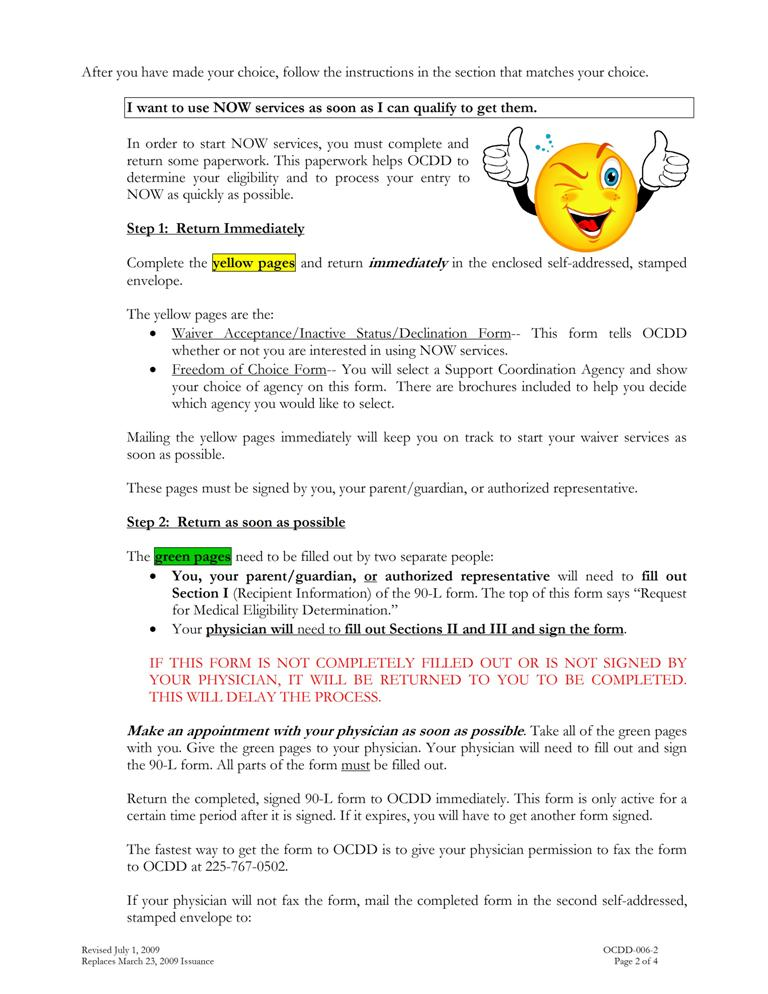 After you have made your choice, follow the instructions in the section that matches your choice.
I want to use NOW services as soon as I can qualify to get them.
In order to start NOW services, you must complete and
return some paperwork. This paperwork helps OCDD to
determine your eligibility and to process your entry to
NOW as quickly as possible.
Step 1: Return Immediately
Complete the yellow pages and return immediately in the enclosed self-addressed, stamped
envelope.
The yellow pages are the:
• Waiver Acceptance/Inactive Status/Declination Form-- This form tells OCDD
whether or not you are interested in using NOW services.
• Freedom of Choice Form-- You will select a Support Coordination Agency and show
your choice of agency on this form. There are brochures included to help you decide
which agency you would like to select.
Mailing the yellow pages immediately will keep you on track to start your waiver services as
soon as possible.
These pages must be signed by you, your parent/guardian, or authorized representative.
Step 2: Return as soon as possible
The green pages need to be filled out by two separate people:
• You, your parent/guardian, or authorized representative will need to fill out
Section I (Recipient Information) of the 90-L form. The top of this form says “Request
for Medical Eligibility Determination.”
• Your physician will need to fill out Sections II and III and sign the form.
IF THIS FORM IS NOT COMPLETELY FILLED OUT OR IS NOT SIGNED BY
YOUR PHYSICIAN, IT WILL BE RETURNED TO YOU TO BE COMPLETED.
THIS WILL DELAY THE PROCESS.
Make an appointment with your physician as soon as possible. Take all of the green pages
with you. Give the green pages to your physician. Your physician will need to fill out and sign
the 90-L form. All parts of the form must be filled out.
Return the completed, signed 90-L form to OCDD immediately. This form is only active for a
certain time period after it is signed. If it expires, you will have to get another form signed.
The fastest way to get the form to OCDD is to give your physician permission to fax the form
to OCDD at 225-767-0502.
If your physician will not fax the form, mail the completed form in the second self-addressed,
stamped envelope to:
Revised July 1, 2009
Replaces March 23, 2009 Issuance
OCDD-006-2
Page 2 of 4